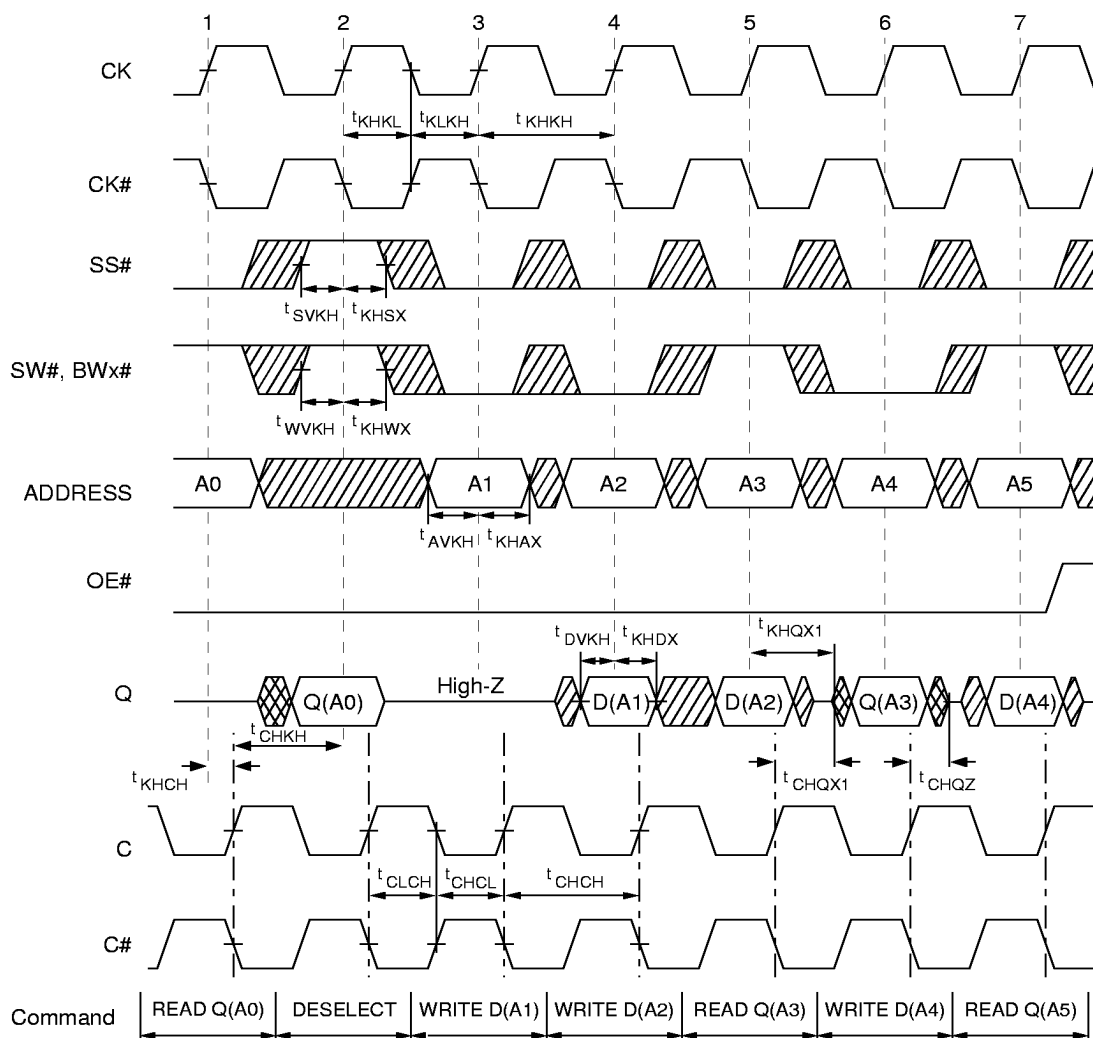 1 2 3 4 5 6 7
CK
tKHKL tKLKH tKHKH
CK#
SS#
tSVKH tKHSX
SW#, BWx#
tWVKH tKHWX
ADDRESS A0 A1 A2 A3 A4 A5
tAVKH tKHAX
OE#
tDVKH tKHDX tKHQX1
Q Q(A0) High-Z D(A1) D(A2) Q(A3) D(A4)
tCHKH
tKHCH tCHQX1 tCHQZ
C
tCLCH tCHCL tCHCH
C#
Command READ Q(A0) DESELECT WRITE D(A1) WRITE D(A2) READ Q(A3) WRITE D(A4) READ Q(A5)